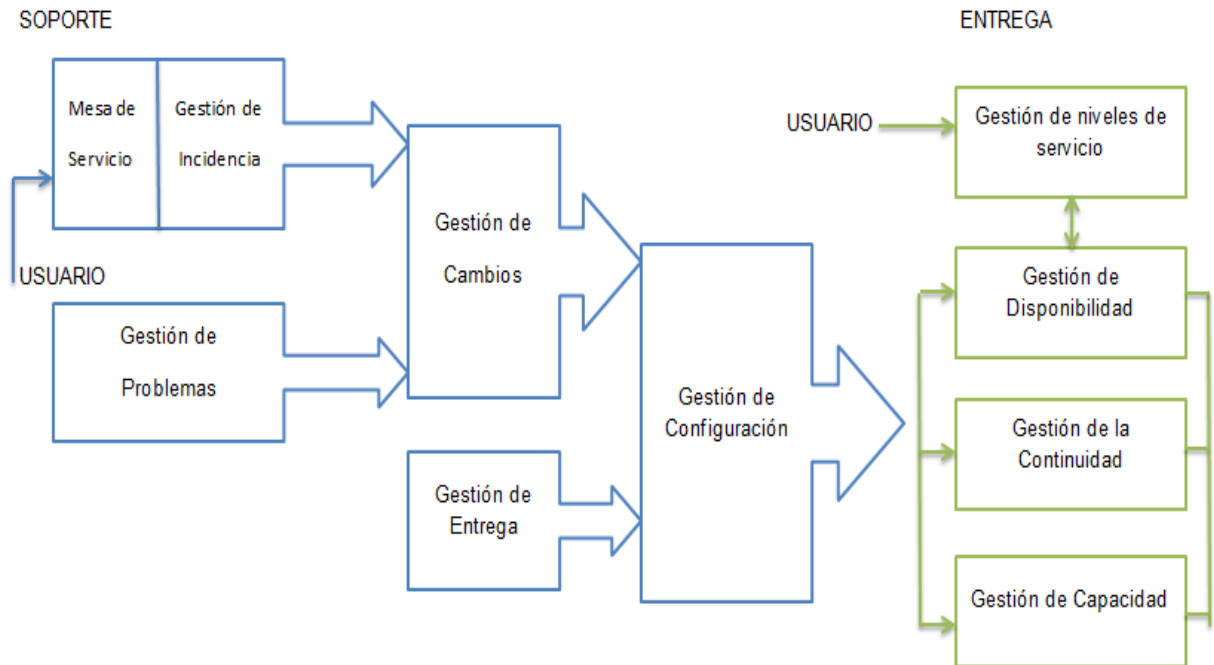 SOPORTE
ENTREGA
Mesa de
Servicio
Gestión de
Incidencia
USUARIO
Gestión de
Problemas
Gestión de
Cambios
Gestión de
Entrega
Gestión de
Configuración
USUARIO
Gestión de niveles de
servicio
Gestión de
Disponibilidad
Gestión de la
Continuidad
Gestión de Capacidad